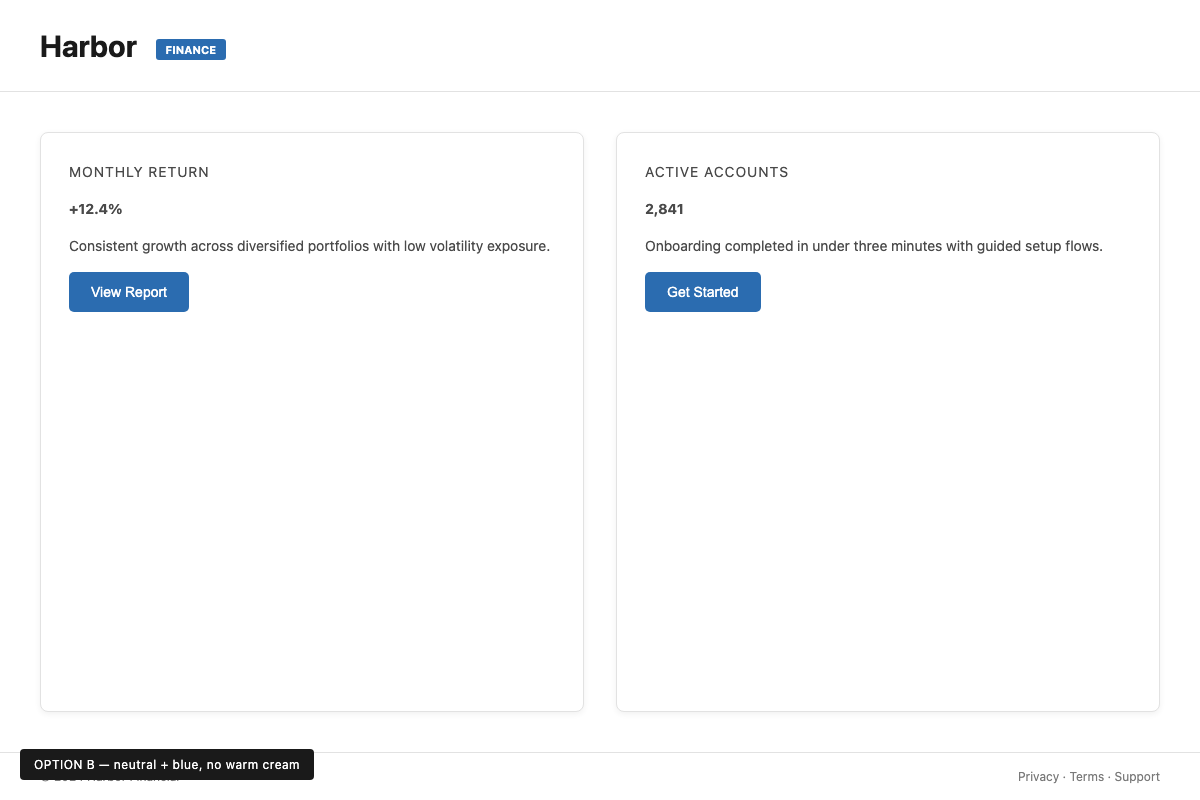 Harbor
FINANCE
MONTHLY RETURN
+12.4%
Consistent growth across diversified portfolios with low volatility exposure.
View Report
ACTIVE ACCOUNTS
2,841
Onboarding completed in under three minutes with guided setup flows.
Get Started
OPTION B — neutral + blue, no warm cream
Privacy · Terms · Support